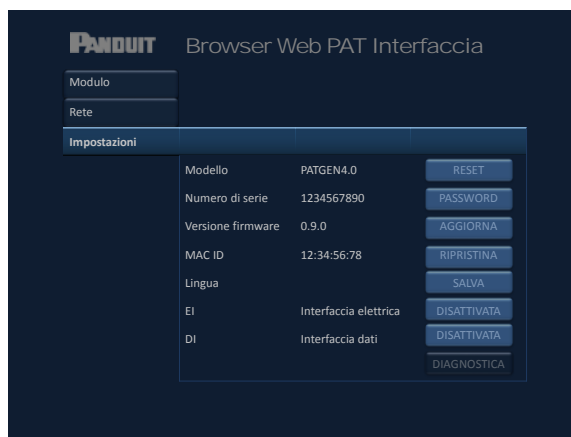 PANDUIT Browser Web PAT Interfaccia
Modulo
Rete
Impostazioni
Modello PATGEN4.0 RESET
Numero di serie 1234567890 PASSWORD
Versione firmware 0.9.0 AGGIORNA
MAC ID 12:34:56:78 RIPRISTINA
Lingua SALVA
EI Interfaccia elettrica DISATTIVATA
DI Interfaccia dati DISATTIVATA
DIAGNOSTICA